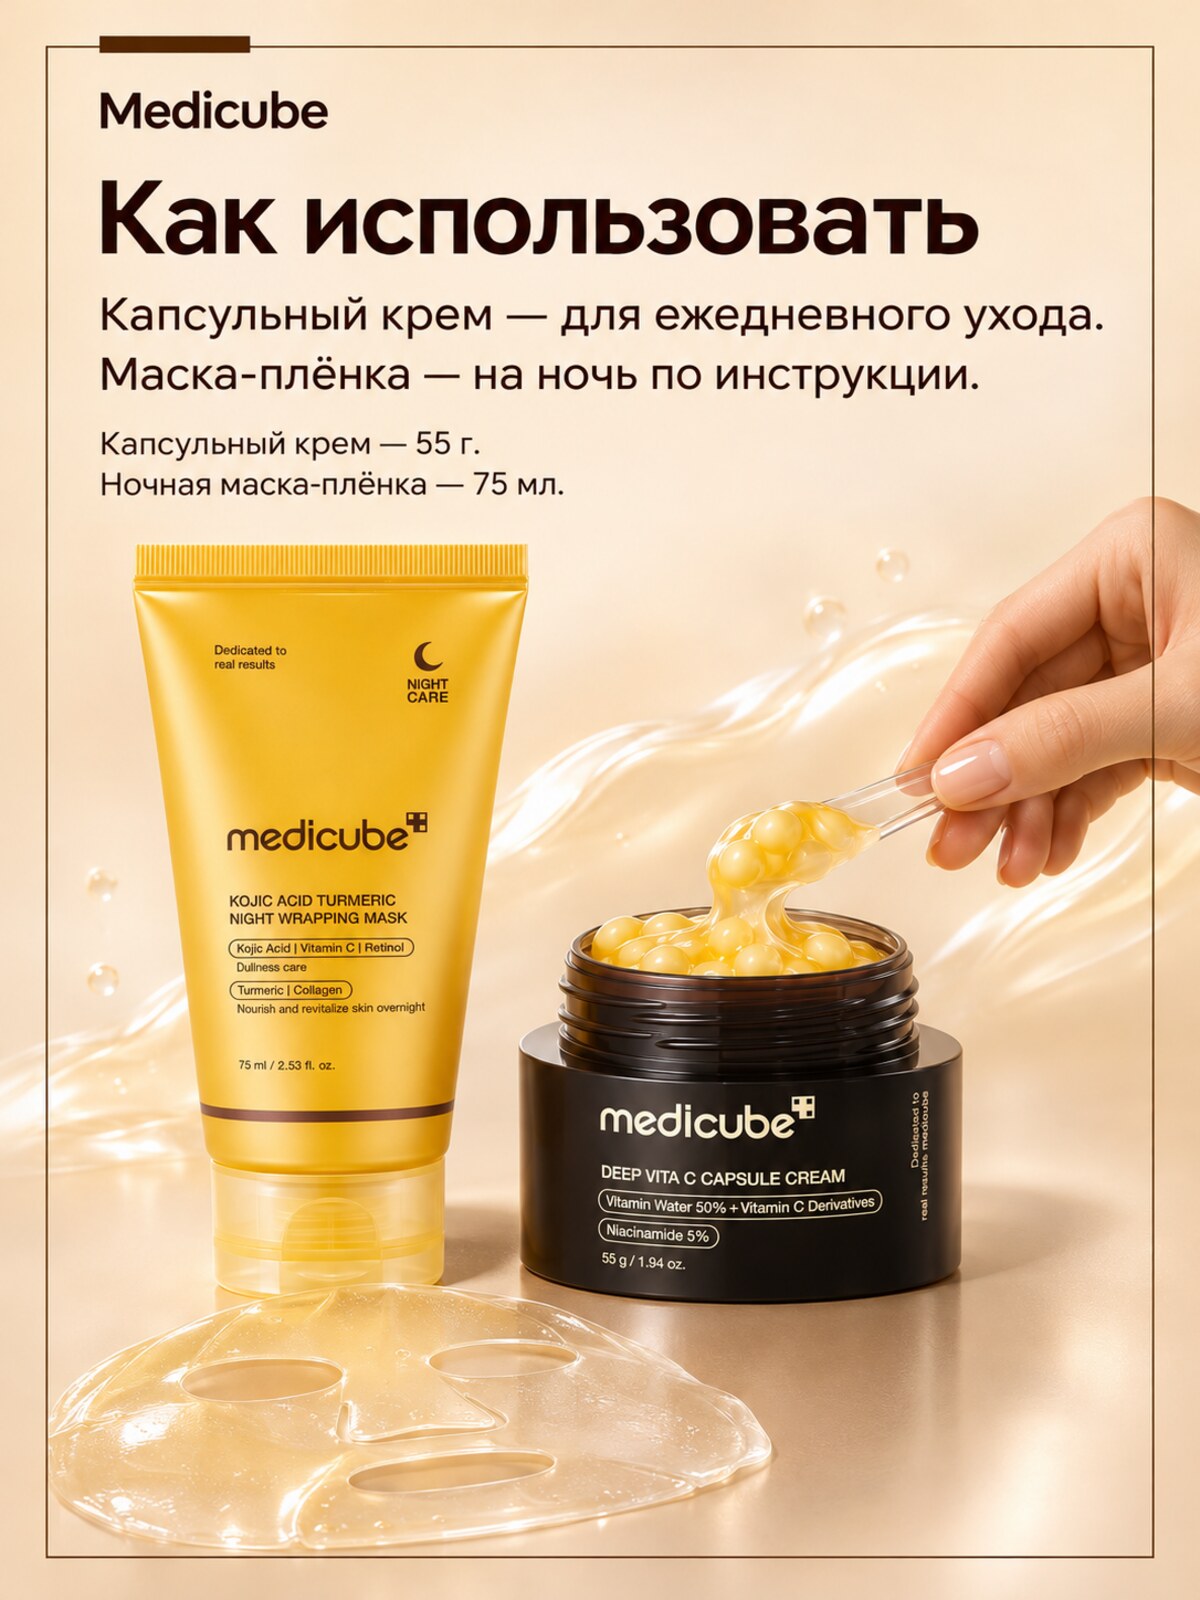 Medicube
Как использовать
Капсульный крем — для ежедневного ухода.
Маска-плёнка — на ночь по инструкции.
Капсульный крем — 55 г.
Ночная маска-плёнка — 75 мл.
Dedicated to
real results
NIGHT
CARE
medicube
KOJIC ACID TURMERIC
NIGHT WRAPPING MASK
Kojic Acid | Vitamin C | Retinol
Dullness care
Turmeric | Collagen
Nourish and revitalize skin overnight
75 ml / 2.53 fl. oz.
medicube
DEEP VITA C CAPSULE CREAM
Vitamin Water 50% + Vitamin C Derivatives
Niacinamide 5%
55 g / 1.94 oz.
Dedicated to
real results medicube